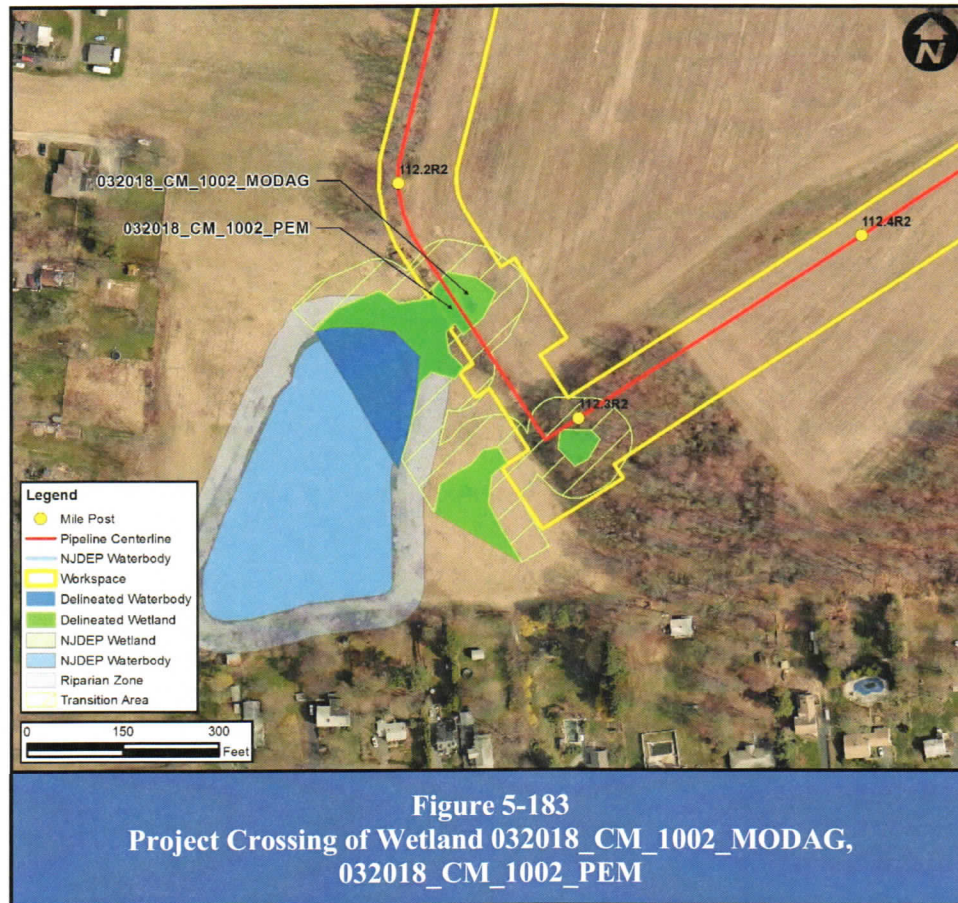 N
112.2R2
032018_CM_1002_MODAG
032018_CM_1002_PEM
112.4R2
112.3R2
Legend
Mile Post
Pipeline Centerline
NJDEP Waterbody
Workspace
Delineated Waterbody
Delineated Wetland
NJDEP Wetland
NJDEP Waterbody
Riparian Zone
Transition Area
0 150 300
Feet
Figure 5-183
Project Crossing of Wetland 032018_CM_1002_MODAG,
032018_CM_1002_PEM